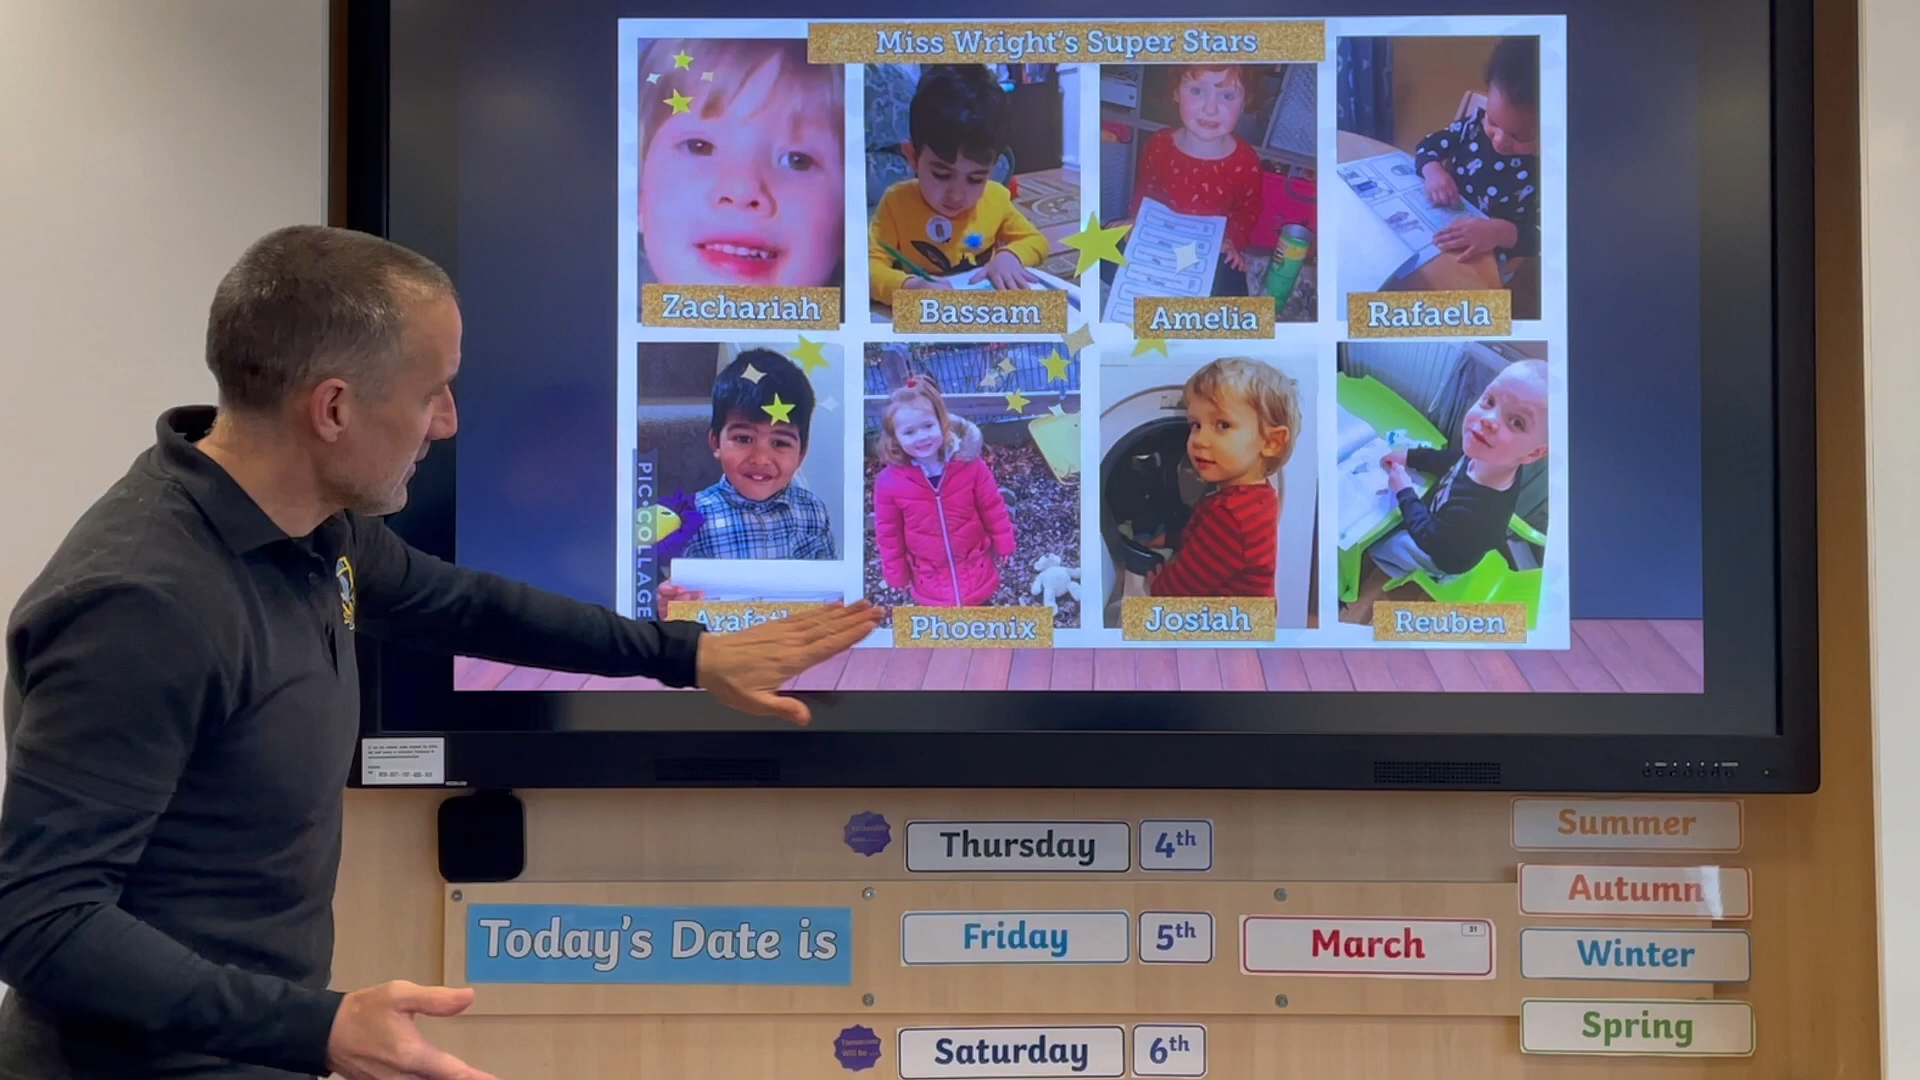 Miss Wright's Super Stars
Zachariah
Bassam
Amelia
Rafaela
PIC•COLLAGE
Phoenix
Josiah
Reuben
Thursday 4th
Today's Date is
Friday 5th
March
31
Saturday 6th
Summer
Autumn
Winter
Spring